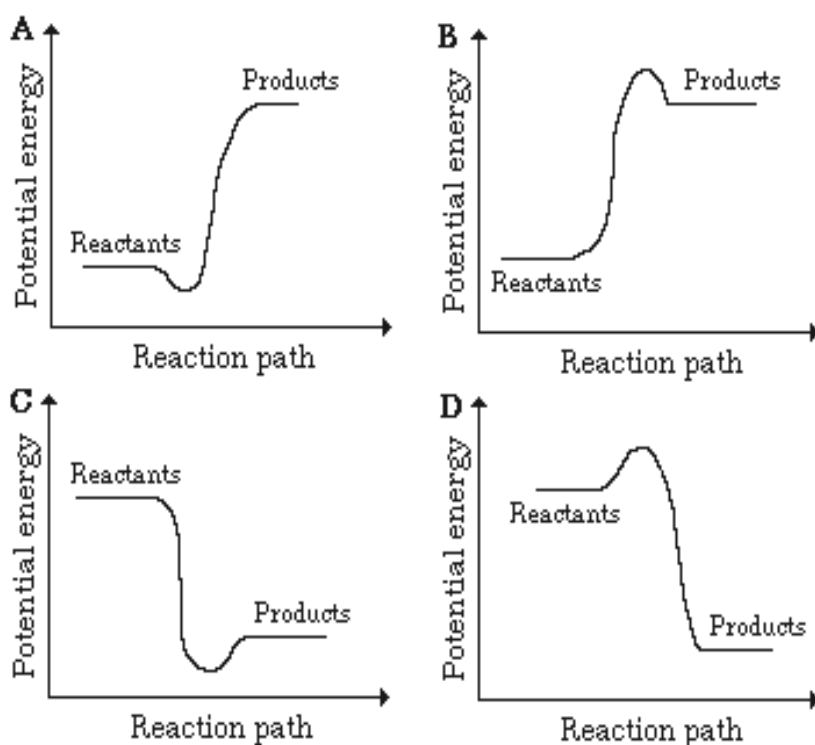 A
Potential energy
Products
Reactants
Reaction path
B
Potential energy
Products
Reactants
Reaction path
C
Potential energy
Reactants
Products
Reaction path
D
Potential energy
Reactants
Products
Reaction path